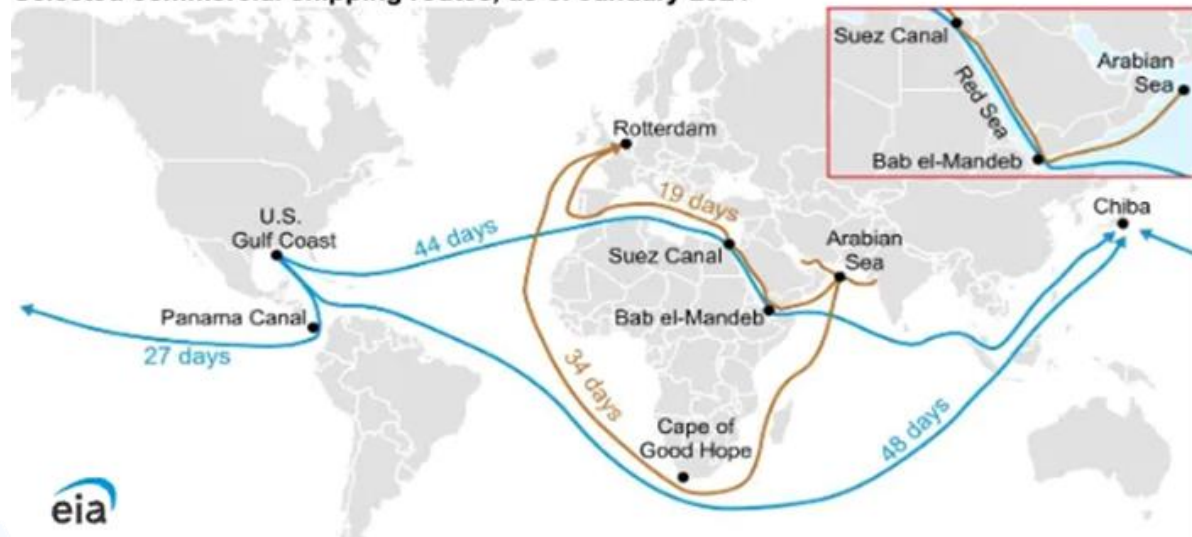 Suez Canal
Arabian
Sea
Red Sea
Bab el-Mandeb
Rotterdam
19 days
U.S.
Gulf Coast
44 days
Suez Canal
Arabian
Sea
Chiba
Panama Canal
27 days
Bab el-Mandeb
34 days
Cape of
Good Hope
48 days
eia